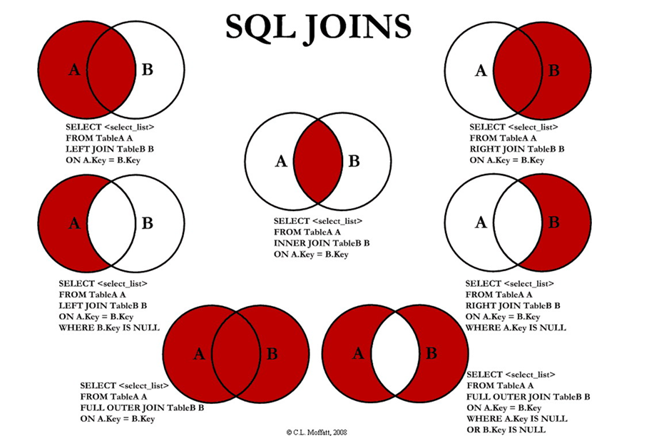 SQL JOINS
A
B
SELECT <select_list>
FROM TableA A
LEFT JOIN TableB B
ON A.Key = B.Key
A
B
SELECT <select_list>
FROM TableA A
RIGHT JOIN TableB B
ON A.Key = B.Key
A
B
SELECT <select_list>
FROM TableA A
INNER JOIN TableB B
ON A.Key = B.Key
A
B
SELECT <select_list>
FROM TableA A
LEFT JOIN TableB B
ON A.Key = B.Key
WHERE B.Key IS NULL
A
B
SELECT <select_list>
FROM TableA A
RIGHT JOIN TableB B
ON A.Key = B.Key
WHERE A.Key IS NULL
A
B
SELECT <select_list>
FROM TableA A
FULL OUTER JOIN TableB B
ON A.Key = B.Key
A
B
SELECT <select_list>
FROM TableA A
FULL OUTER JOIN TableB B
ON A.Key = B.Key
WHERE A.Key IS NULL
OR B.Key IS NULL
© C.L. Moffatt, 2008